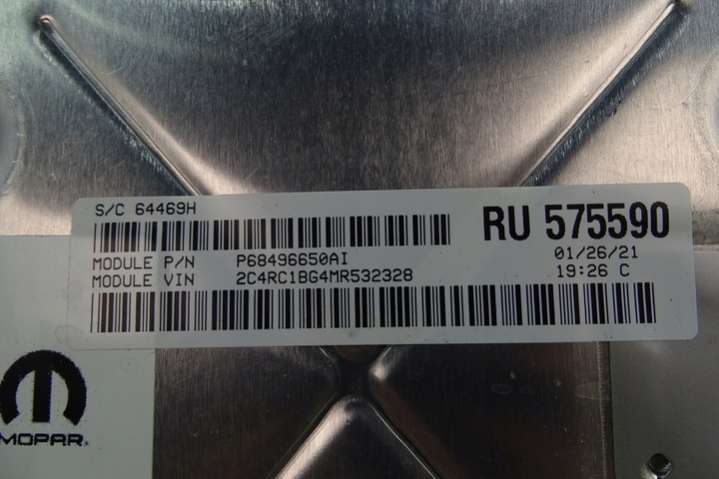 S/C 64469H
RU 575590
MODULE P/N P68496650AI
01/26/21
MODULE VIN 2C4RC1BG4MR532328
19:26 C
MOPAR